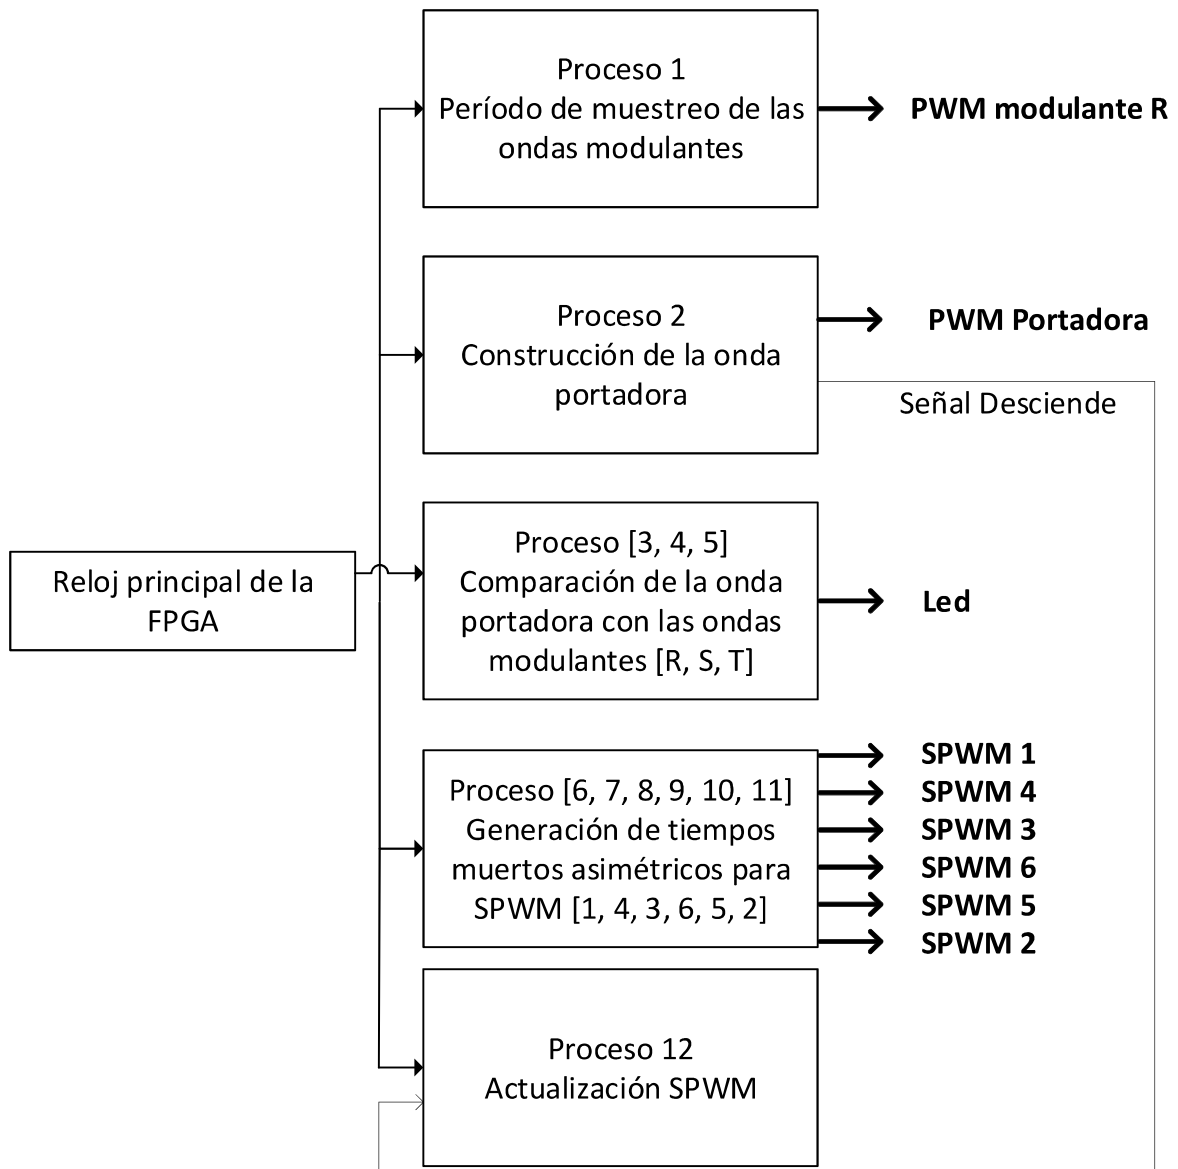 Proceso 1
Período de muestreo de las
ondas modulantes
PWM modulante R
Proceso 2
Construcción de la onda
portadora
PWM Portadora
Señal Desciende
Reloj principal de la
FPGA
Proceso [3, 4, 5]
Comparación de la onda
portadora con las ondas
modulantes [R, S, T]
Led
Proceso [6, 7, 8, 9, 10, 11]
Generación de tiempos
muertos asimétricos para
SPWM [1, 4, 3, 6, 5, 2]
SPWM 1
SPWM 4
SPWM 3
SPWM 6
SPWM 5
SPWM 2
Proceso 12
Actualización SPWM